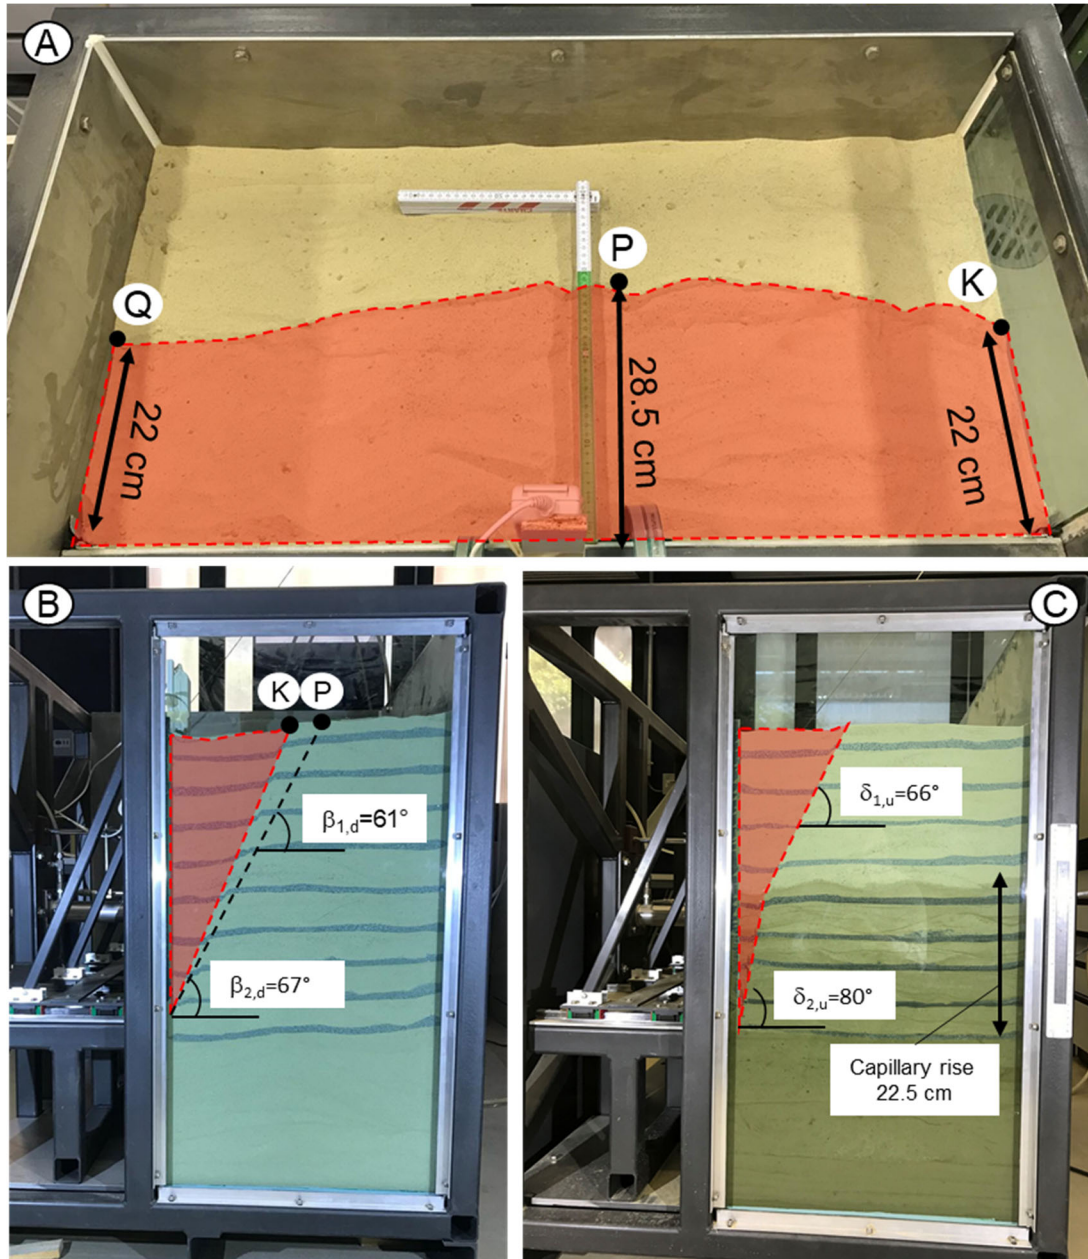 A
P
Q
K
22 cm
28.5 cm
22 cm
B
K P
β1,d=61°
β2,d=67°
C
δ1,u=66°
δ2,u=80°
Capillary rise
22.5 cm